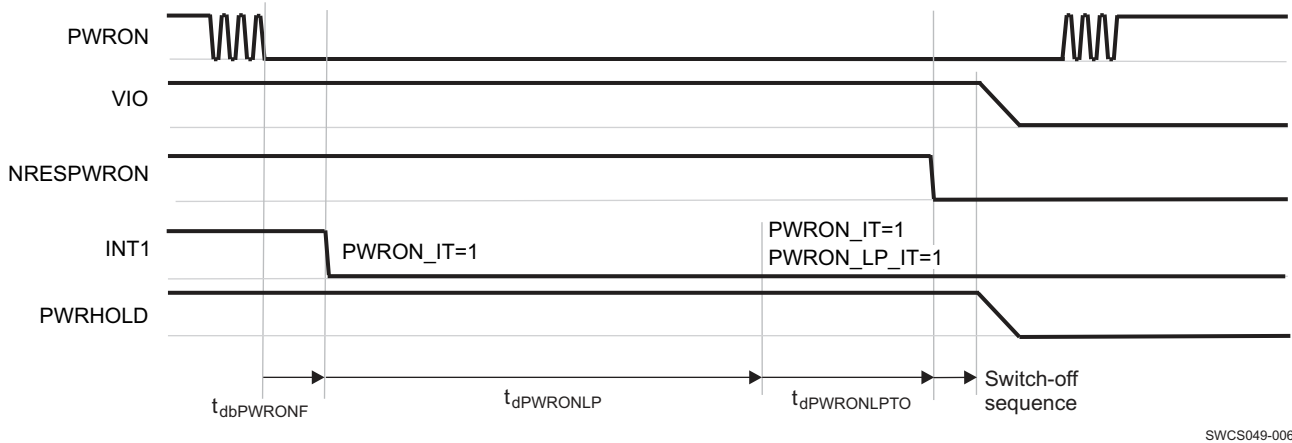 PWRON
VIO
NRESPWRON
INT1
PWRON_IT=1
PWRON_IT=1
PWRON_LP_IT=1
PWRHOLD
tdbPWRONF
tdPWRONLP
tdPWRONLPTO
Switch-off
sequence
SWCS049-006